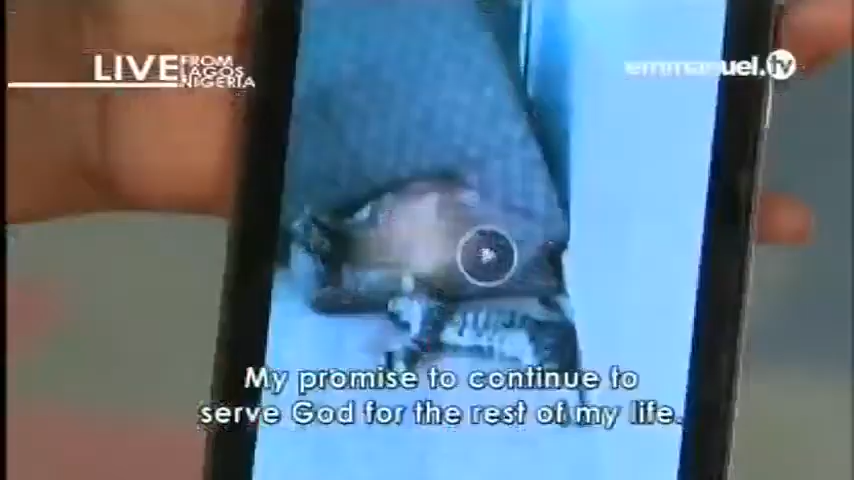 LIVE FROM
LAGOS
NIGERIA
emmanuel.tv
My promise to continue to
serve God for the rest of my life.